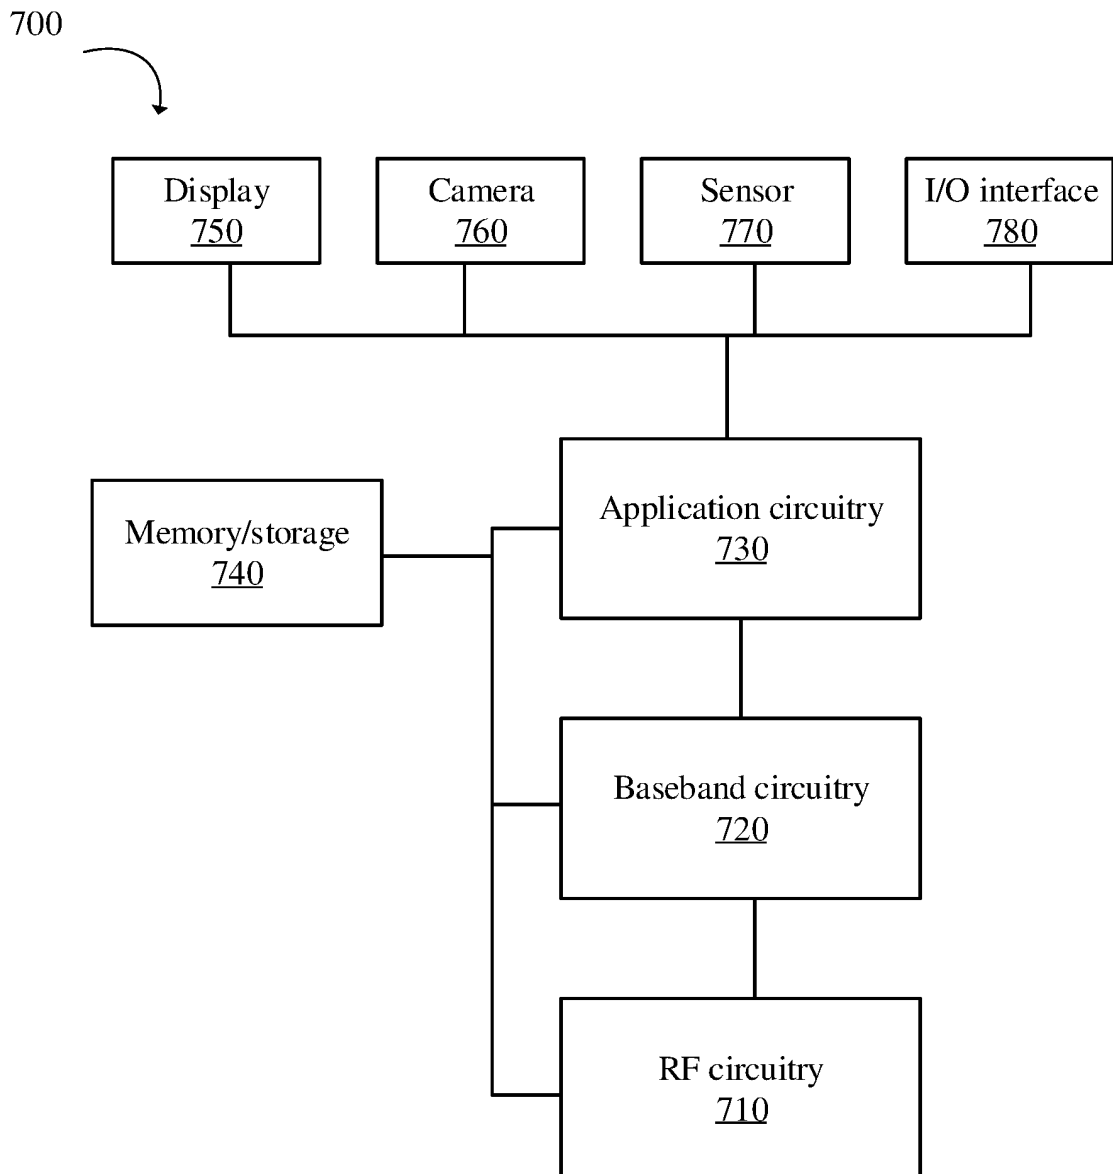 700
Display
750
Camera
760
Sensor
770
I/O interface
780
Application circuitry
730
Memory/storage
740
Baseband circuitry
720
RF circuitry
710